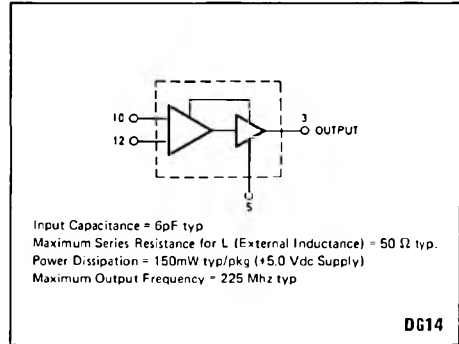 10
12
3
OUTPUT
5
Input Capacitance = 6pF typ
Maximum Series Resistance for L (External Inductance) = 50 Ω typ.
Power Dissipation = 150mW typ/pkg (+5.0 Vdc Supply)
Maximum Output Frequency = 225 Mhz typ
DG14